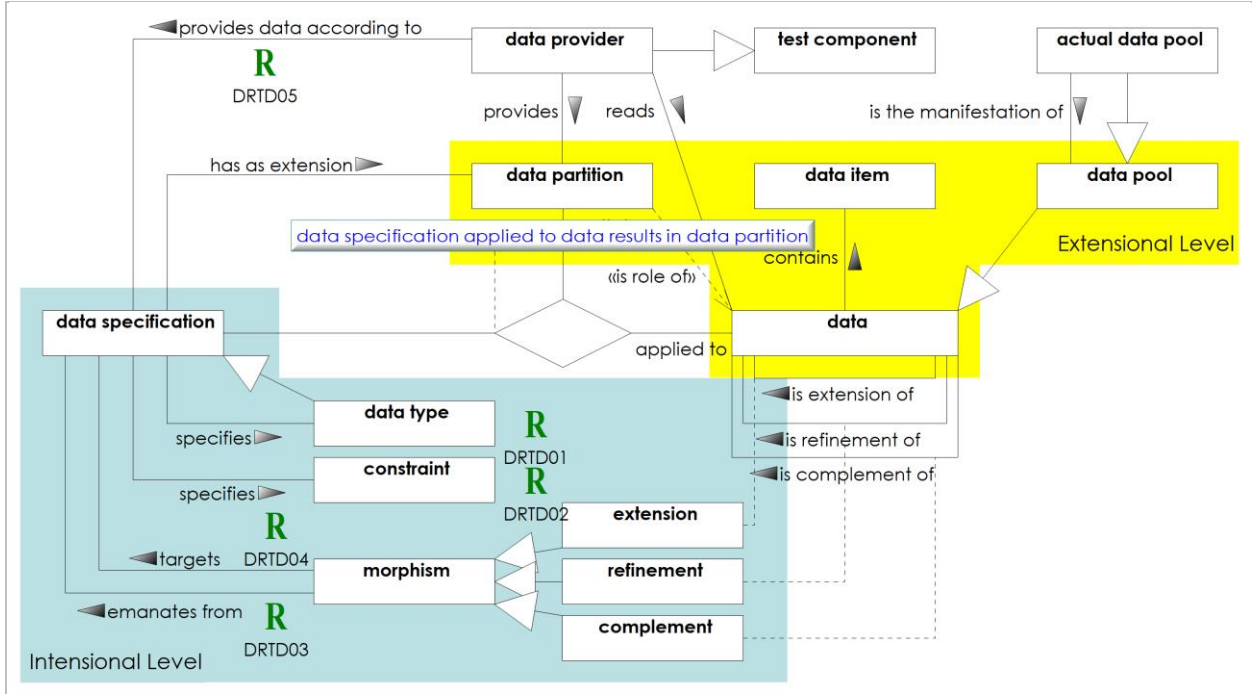 provides data according to
R
DRTD05
data provider
test component
actual data pool
provides
reads
is the manifestation of
has as extension
data partition
data item
data pool
data specification applied to data results in data partition
Extensional Level
contains
«is role of»
data specification
data
applied to
is extension of
data type
R
DRTD01
specifies
is refinement of
constraint
R
DRTD02
specifies
is complement of
extension
R
DRTD04
targets
morphism
refinement
emanates from
R
DRTD03
complement
Intensional Level